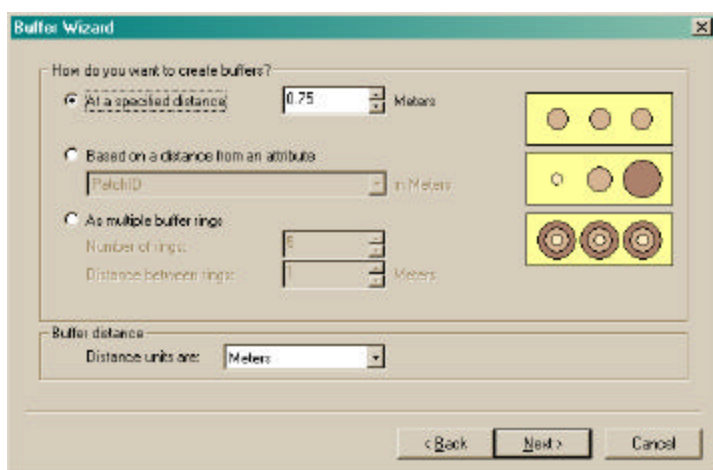 Buffer Wizard
How do you want to create buffers?
At a specified distance
0.75
Meters
Based on a distance from an attribute
PatchID
in Meters
As multiple buffer rings
Number of rings:
Distance between rings:
1
Meters
Buffer distance
Distance units are:
Meters
< Back
Next >
Cancel